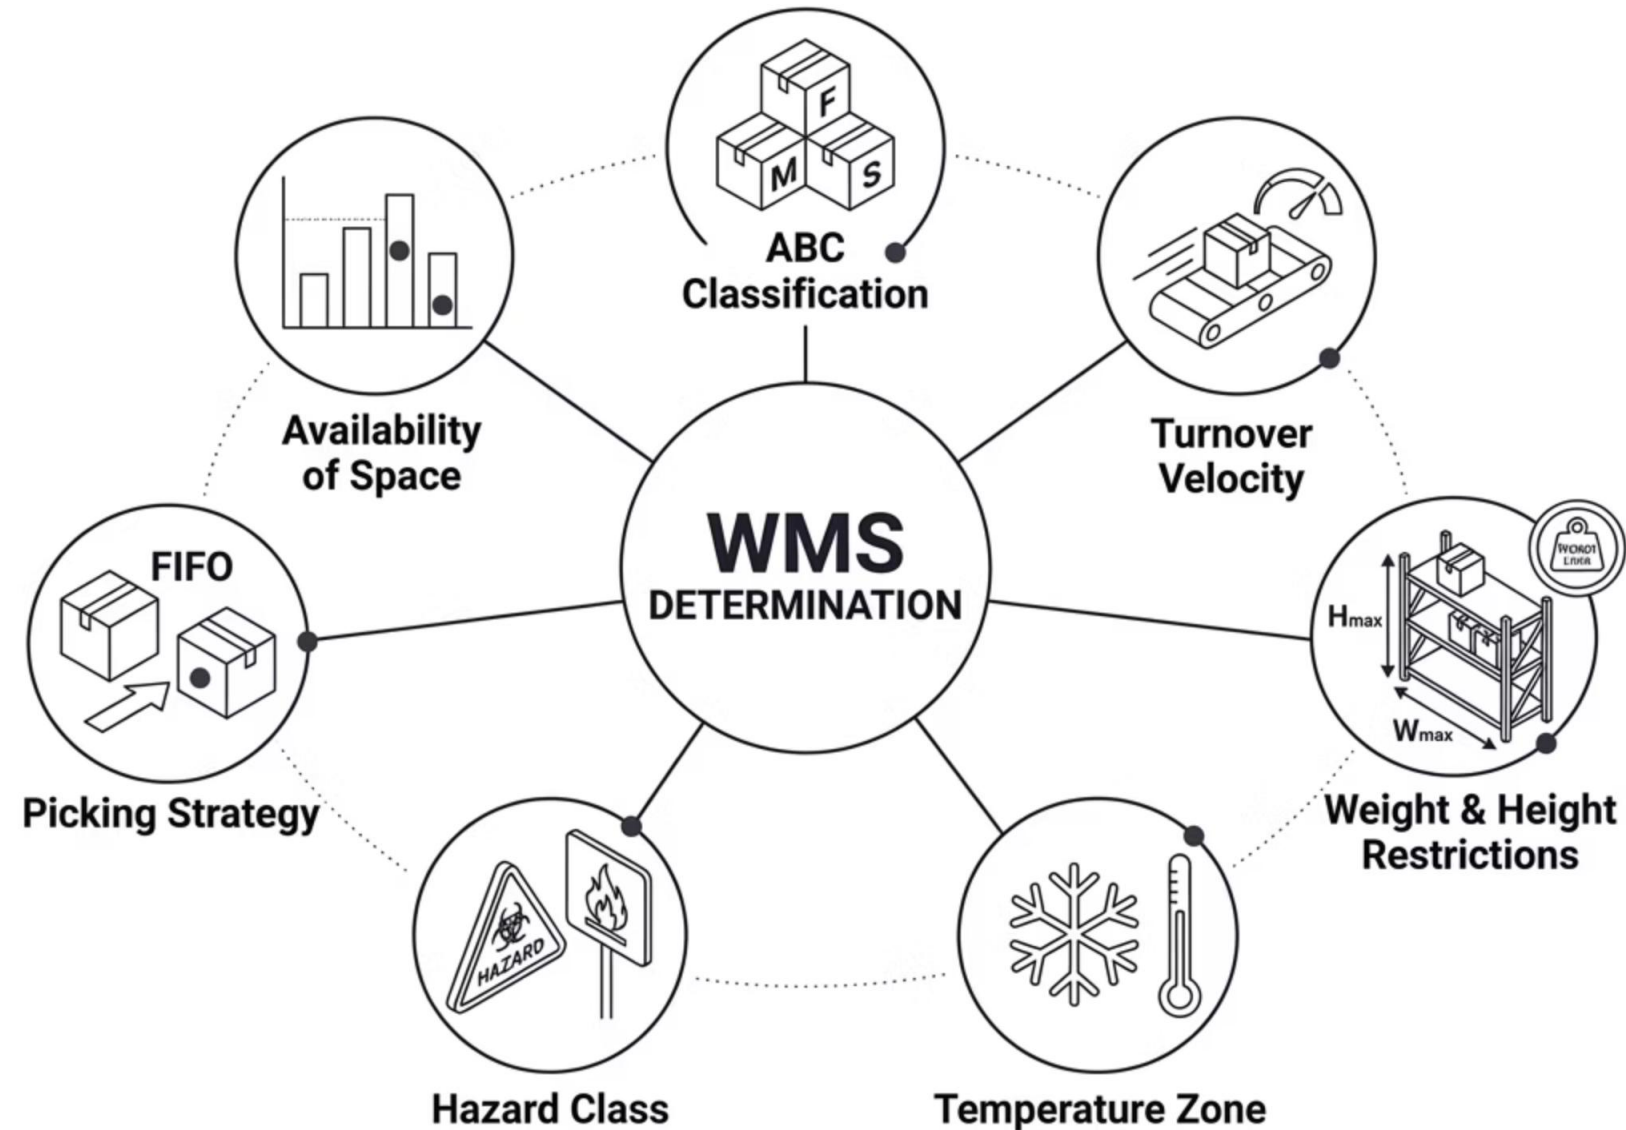 F
M
S
ABC
Classification
Availability
of Space
Turnover
Velocity
WMS
DETERMINATION
FIFO
Picking Strategy
Hmax
Wmax
Weight & Height
Restrictions
HAZARD
Hazard Class
Temperature Zone